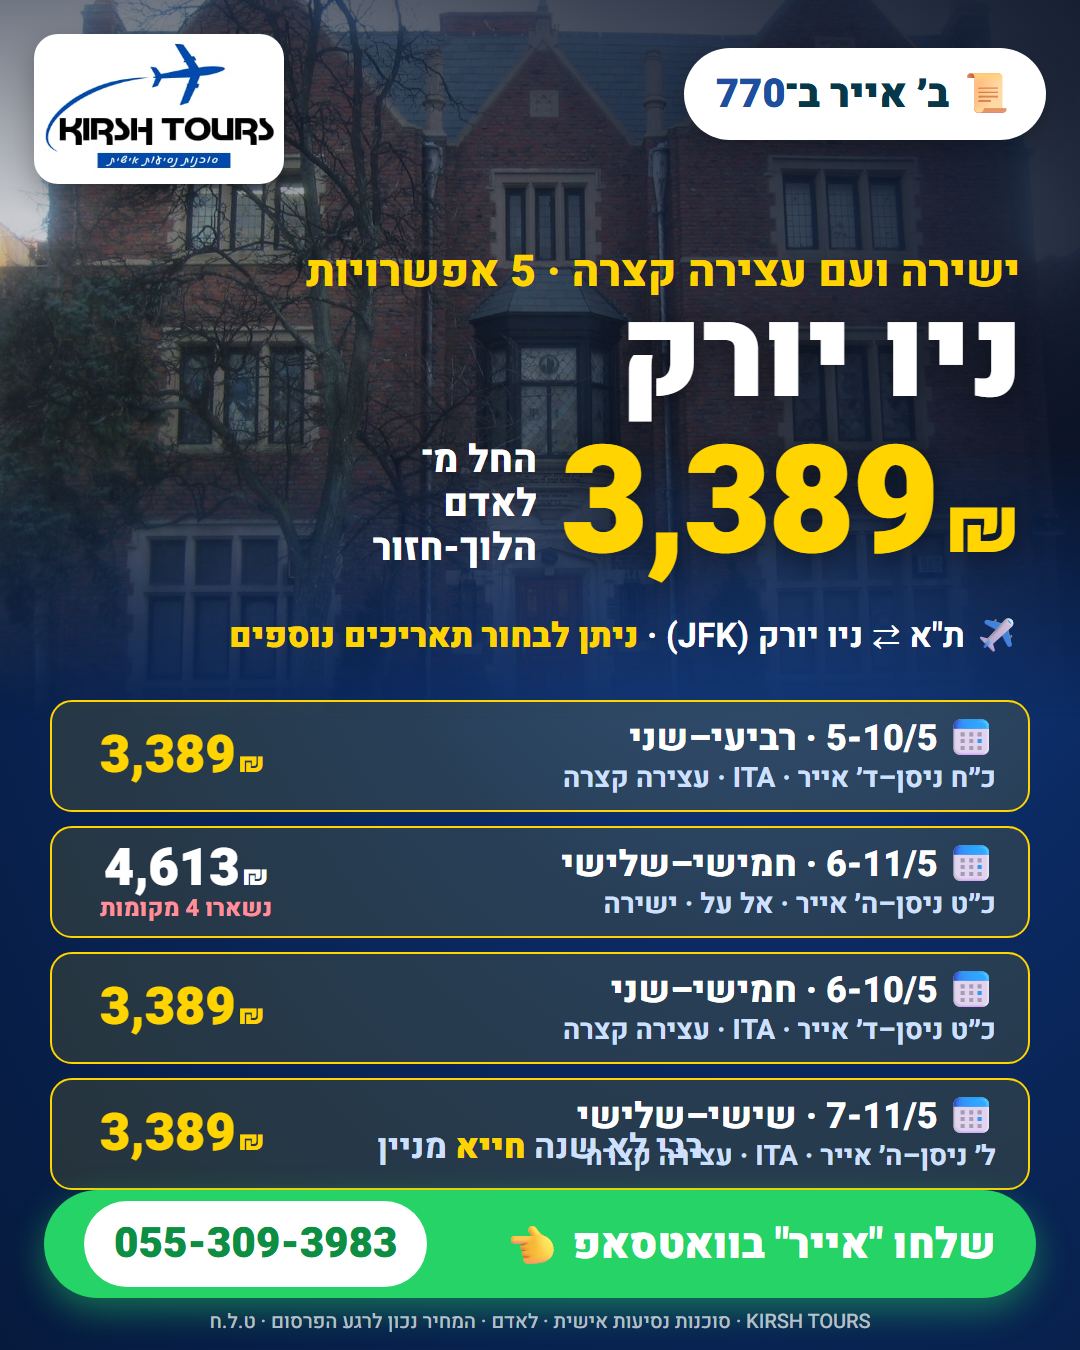 KIRSH TOURS
סוכנות נסיעות אישית
ב׳ אייר ב־770
ישירה ועם עצירה קצרה · 5 אפשרויות
ניו יורק
₪3,389
החל מ־
לאדם
הלוך-חזור
ת"א ⇄ ניו יורק (JFK) · ניתן לבחור תאריכים נוספים
5-10/5 · רביעי–שני
כ״ח ניסן–ד׳ אייר · ITA · עצירה קצרה
₪3,389
6-11/5 · חמישי–שלישי
כ״ט ניסן–ה׳ אייר · אל על · ישירה
₪4,613
נשארו 4 מקומות
6-10/5 · חמישי–שני
כ״ט ניסן–ד׳ אייר · ITA · עצירה קצרה
₪3,389
7-11/5 · שישי–שלישי
ל׳ ניסן–ה׳ אייר · ITA · עצירה קצרה
₪3,389
רבי לא שנה חייא מניין
שלחו "אייר" בוואטסאפ
055-309-3983
KIRSH TOURS · סוכנות נסיעות אישית · לאדם · המחיר נכון לרגע הפרסום · ט.ל.ח